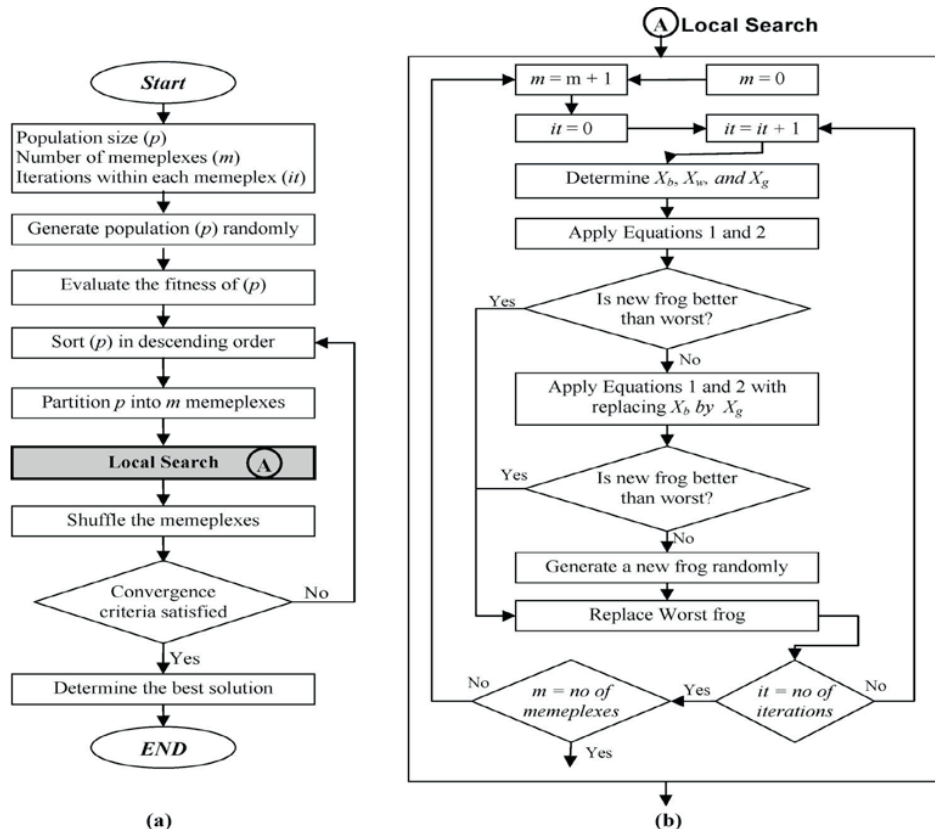 Start
Population size (p)
Number of memeplexes (m)
Iterations within each memeplex (it)
Generate population (p) randomly
Evaluate the fitness of (p)
Sort (p) in descending order
Partition p into m memeplexes
Local Search A
Shuffle the memeplexes
Convergence
criteria satisfied
No
Yes
Determine the best solution
END
(a)
A Local Search
m = m + 1
m = 0
it = 0
it = it + 1
Determine Xb, Xw, and Xg
Apply Equations 1 and 2
Yes
Is new frog better
than worst?
No
Apply Equations 1 and 2 with
replacing Xb by Xg
Yes
Is new frog better
than worst?
No
Generate a new frog randomly
Replace Worst frog
No
m = no of
memeplexes
Yes
it = no of
iterations
No
Yes
(b)